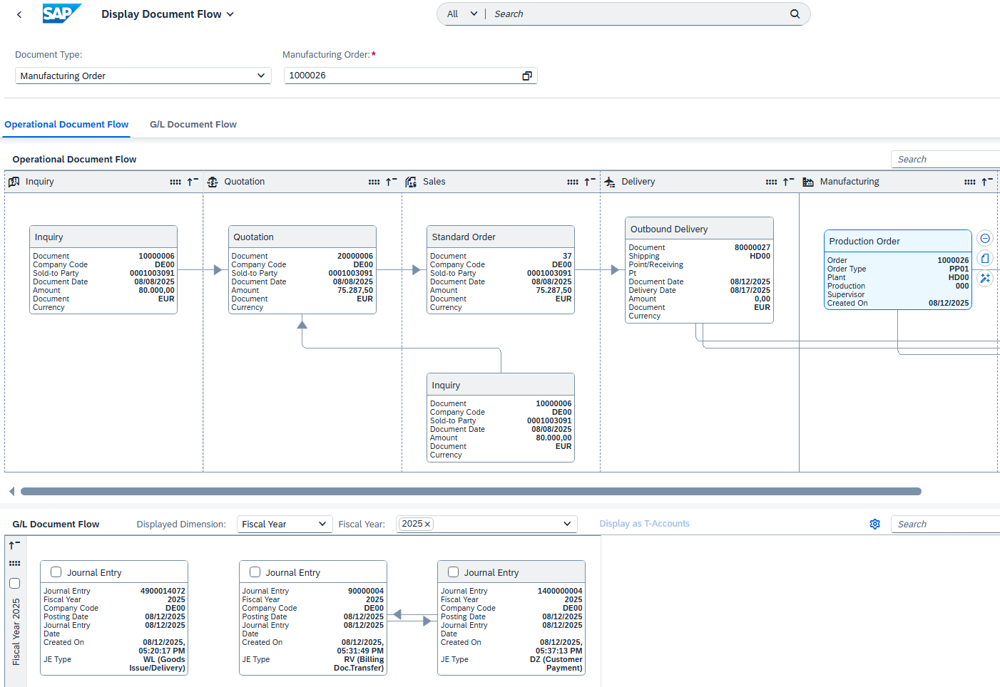 SAP
Display Document Flow
All
Search
Document Type:
Manufacturing Order:*
Manufacturing Order
1000026
Operational Document Flow
G/L Document Flow
Operational Document Flow
Search
Inquiry
Quotation
Sales
Delivery
Manufacturing
Inquiry
Document 10000006
Company Code DE00
Sold-to Party 0001003091
Document Date 08/08/2025
Amount 80.000,00
Document EUR
Currency
Quotation
Document 20000006
Company Code DE00
Sold-to Party 0001003091
Document Date 08/08/2025
Amount 75.287,50
Document EUR
Currency
Standard Order
Document 37
Company Code DE00
Sold-to Party 0001003091
Document Date 08/08/2025
Amount 75.287,50
Document EUR
Currency
Outbound Delivery
Document 80000027
Shipping HD00
Point/Receiving
Pt
Document Date 08/12/2025
Delivery Date 08/17/2025
Amount 0,00
Document EUR
Currency
Production Order
Order 1000026
Order Type PP01
Plant HD00
Production 000
Supervisor
Created On 08/12/2025
Inquiry
Document 10000006
Company Code DE00
Sold-to Party 0001003091
Document Date 08/08/2025
Amount 80.000,00
Document EUR
Currency
G/L Document Flow
Displayed Dimension:
Fiscal Year
Fiscal Year:
2025
Display as T-Accounts
Search
Fiscal Year 2025
Journal Entry
Journal Entry 4900014072
Fiscal Year 2025
Company Code DE00
Posting Date 08/12/2025
Journal Entry 08/12/2025
Date
Created On 08/12/2025,
05:20:17 PM
JE Type WL (Goods
Issue/Delivery)
Journal Entry
Journal Entry 90000004
Fiscal Year 2025
Company Code DE00
Posting Date 08/12/2025
Journal Entry 08/12/2025
Date
Created On 08/12/2025,
05:31:49 PM
JE Type RV (Billing
Doc.Transfer)
Journal Entry
Journal Entry 1400000004
Fiscal Year 2025
Company Code DE00
Posting Date 08/12/2025
Journal Entry 08/12/2025
Date
Created On 08/12/2025,
05:37:13 PM
JE Type DZ (Customer
Payment)